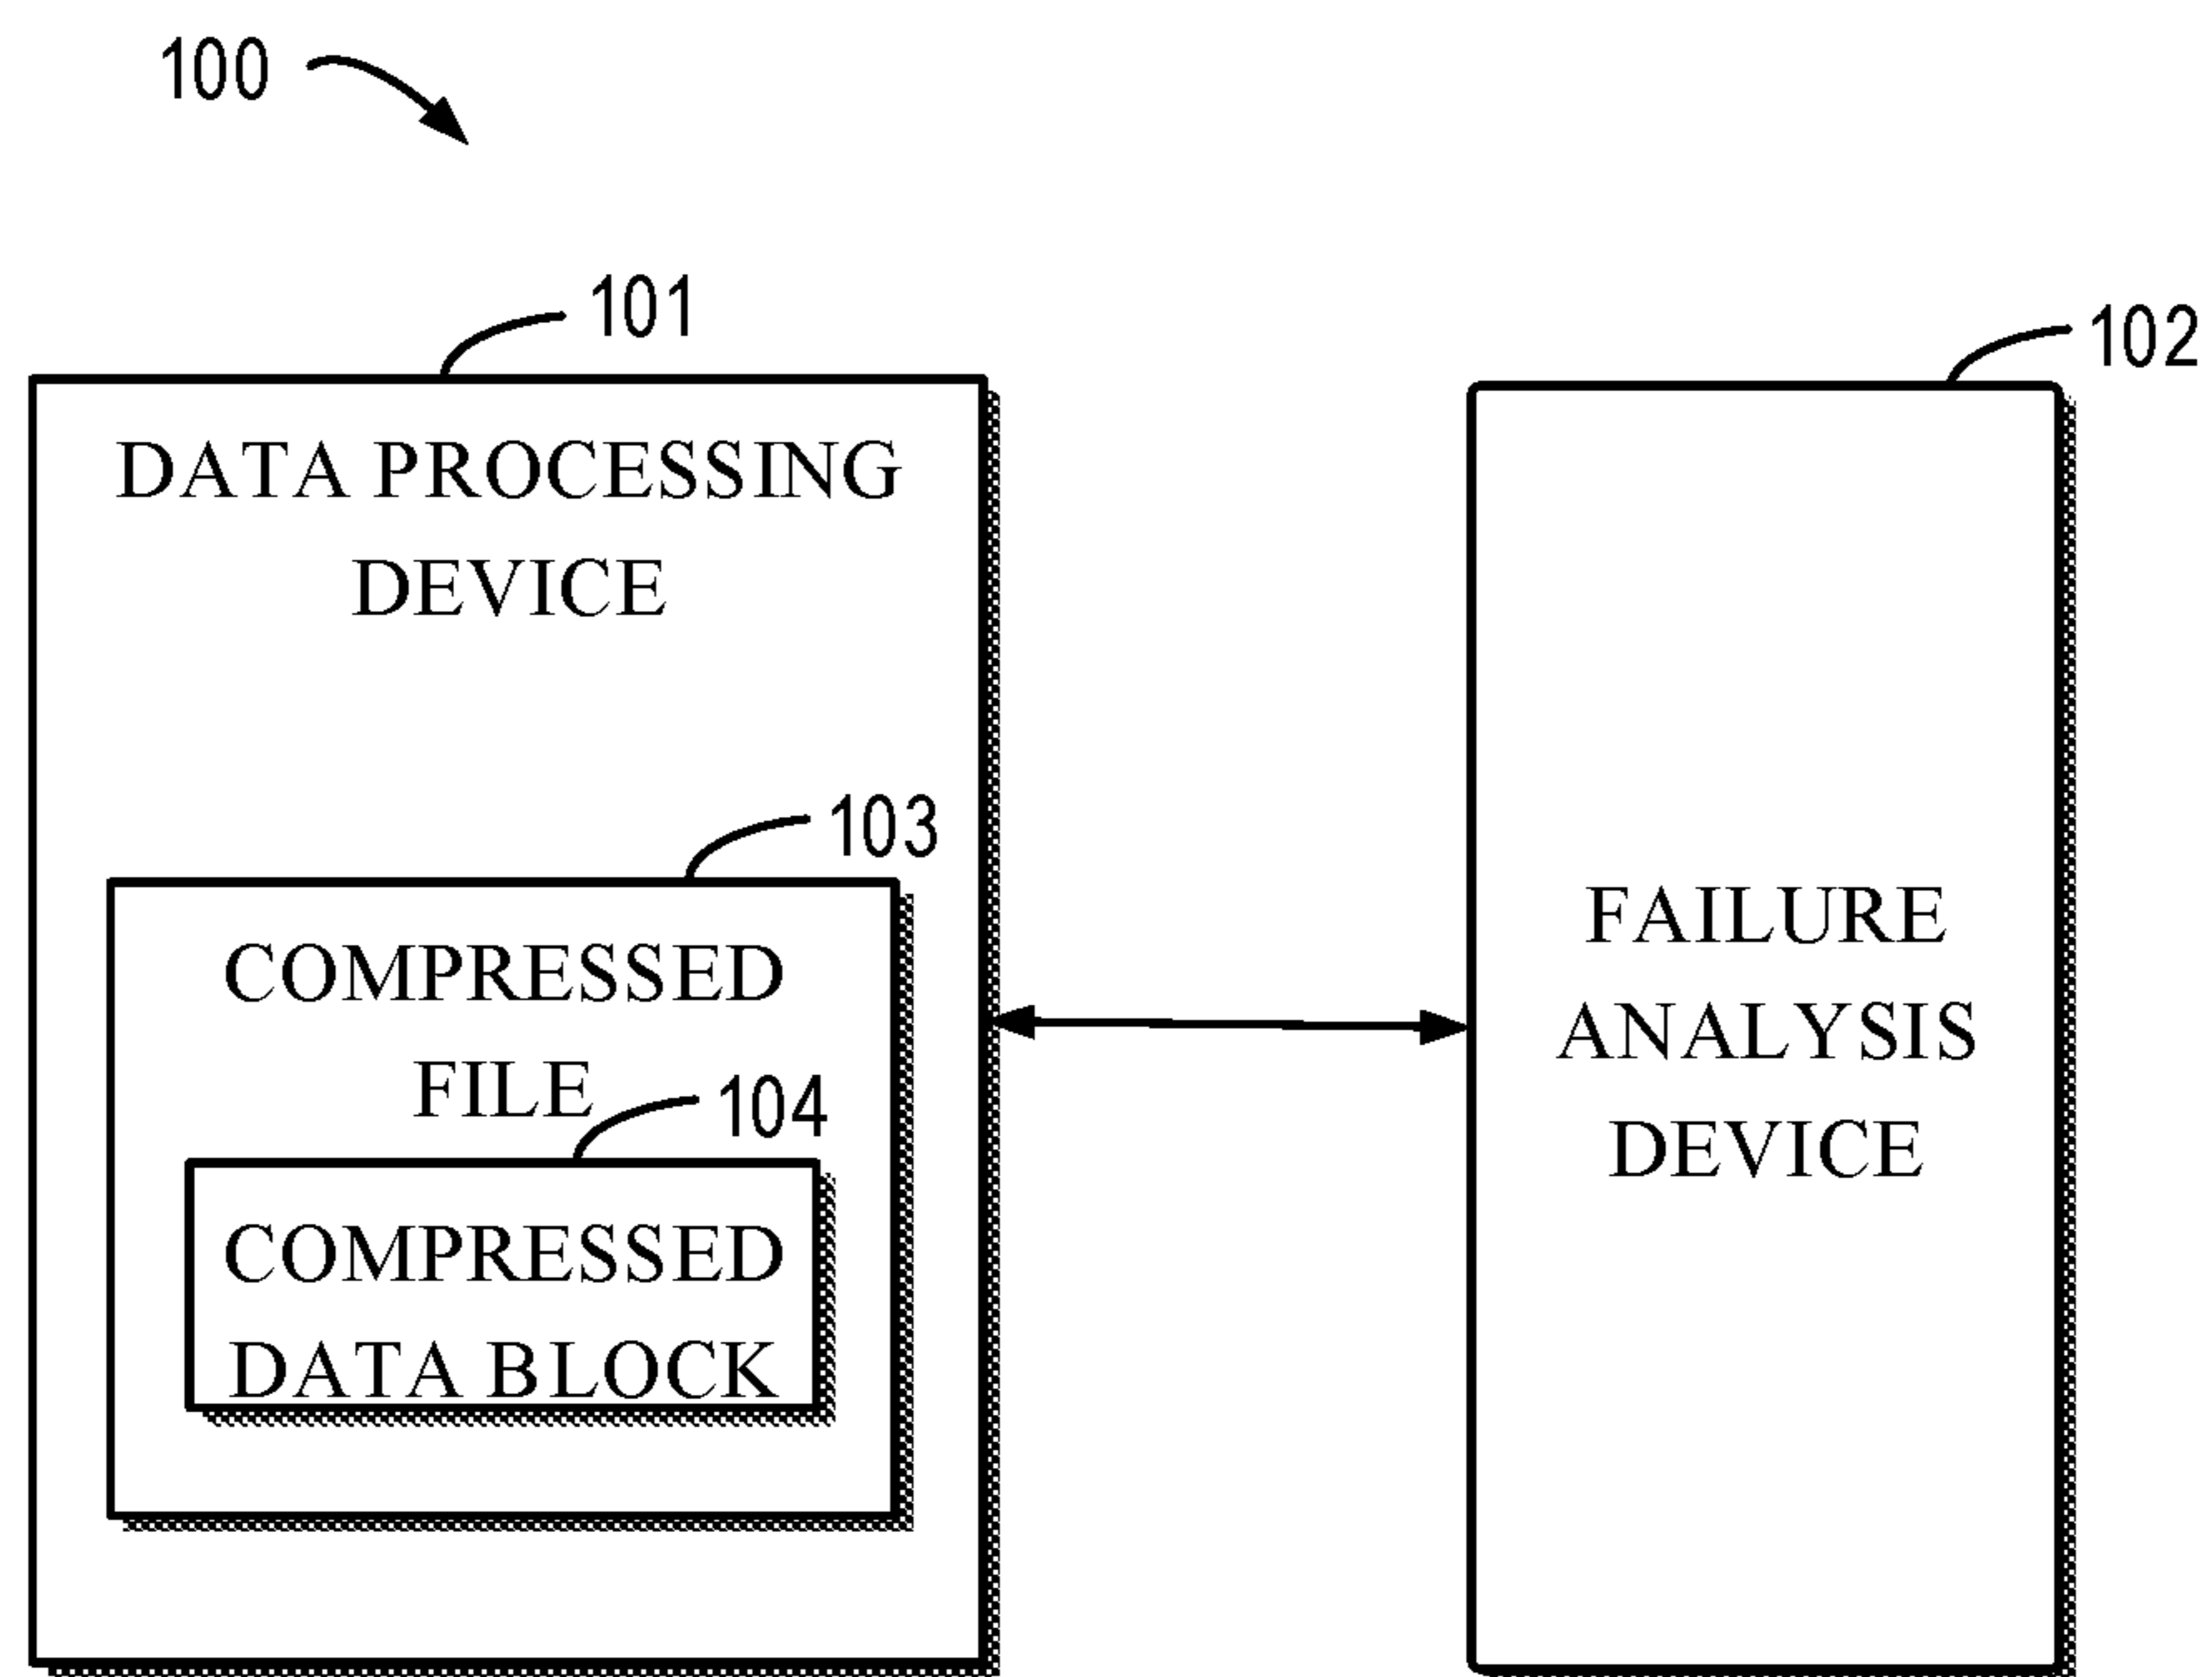 100
101
102
DATA PROCESSING
DEVICE
103
COMPRESSED
FILE
104
COMPRESSED
DATA BLOCK
FAILURE
ANALYSIS
DEVICE